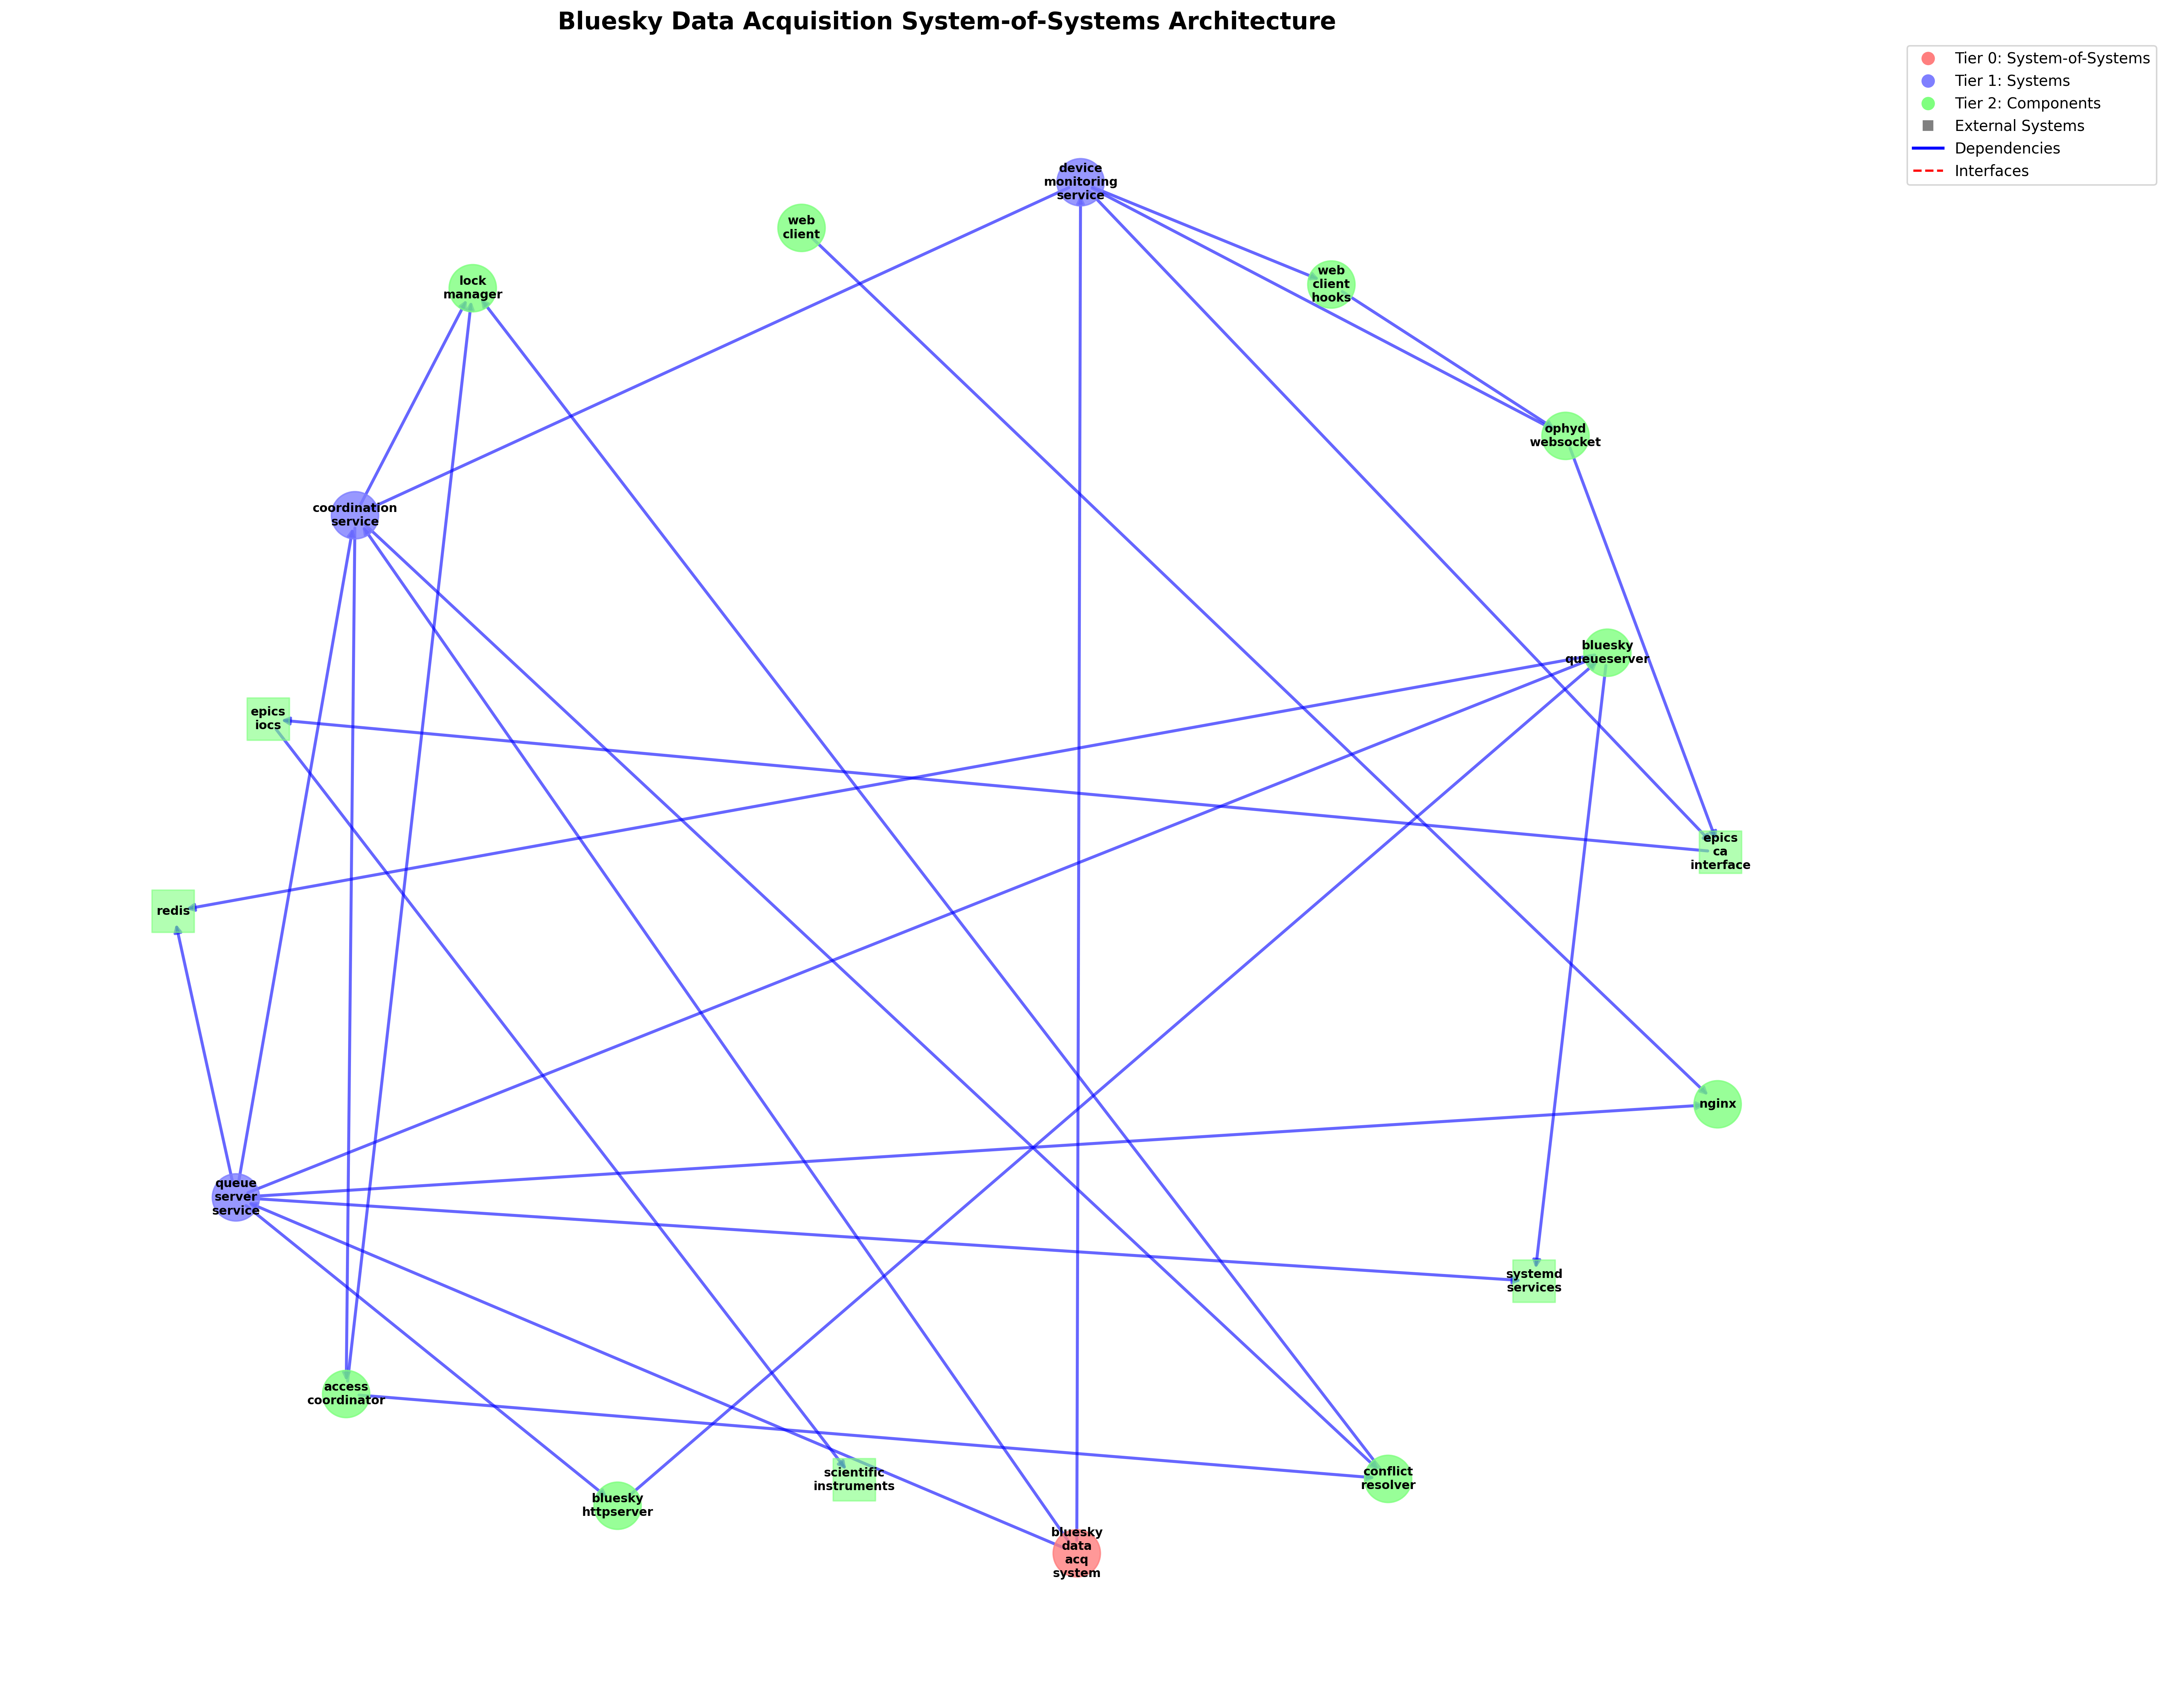 Bluesky Data Acquisition System-of-Systems Architecture
Tier 0: System-of-Systems
Tier 1: Systems
Tier 2: Components
External Systems
Dependencies
Interfaces
device
monitoring
service
web
client
lock
manager
web
client
hooks
ophyd
websocket
coordination
service
bluesky
queueserver
epics
iocs
epics
ca
interface
redis
nginx
queue
server
service
systemd
services
access
coordinator
scientific
instruments
conflict
resolver
bluesky
httpserver
bluesky
data
acq
system